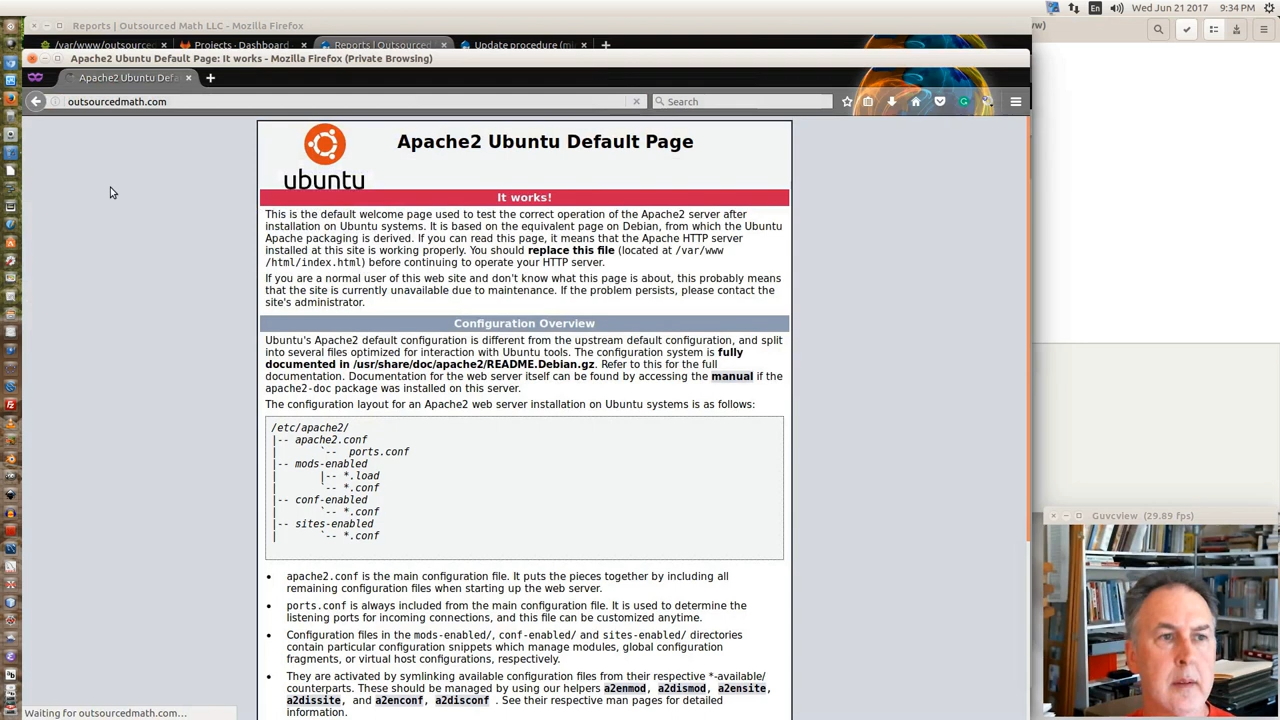 Reports | Outsourced Math LLC - Mozilla Firefox
En
Wed Jun 21 2017
9:34 PM
/var/www/outsource
Projects · Dashboard
Reports | Outsourced
Update procedure (mi
Apache2 Ubuntu Default Page: It works - Mozilla Firefox (Private Browsing)
Apache2 Ubuntu Defa
outsourcedmath.com
Search
ubuntu
Apache2 Ubuntu Default Page
It works!
This is the default welcome page used to test the correct operation of the Apache2 server after
installation on Ubuntu systems. It is based on the equivalent page on Debian, from which the Ubuntu
Apache packaging is derived. If you can read this page, it means that the Apache HTTP server
installed at this site is working properly. You should replace this file (located at /var/www
/html/index.html) before continuing to operate your HTTP server.
If you are a normal user of this web site and don't know what this page is about, this probably means
that the site is currently unavailable due to maintenance. If the problem persists, please contact the
site's administrator.
Configuration Overview
Ubuntu's Apache2 default configuration is different from the upstream default configuration, and split
into several files optimized for interaction with Ubuntu tools. The configuration system is fully
documented in /usr/share/doc/apache2/README.Debian.gz. Refer to this for the full
documentation. Documentation for the web server itself can be found by accessing the manual if the
apache2-doc package was installed on this server.
The configuration layout for an Apache2 web server installation on Ubuntu systems is as follows:
/etc/apache2/
|-- apache2.conf
|       `--  ports.conf
|-- mods-enabled
|       |-- *.load
|       `-- *.conf
|-- conf-enabled
|       `-- *.conf
|-- sites-enabled
|       `-- *.conf
• apache2.conf is the main configuration file. It puts the pieces together by including all
remaining configuration files when starting up the web server.
• ports.conf is always included from the main configuration file. It is used to determine the
listening ports for incoming connections, and this file can be customized anytime.
• Configuration files in the mods-enabled/, conf-enabled/ and sites-enabled/ directories
contain particular configuration snippets which manage modules, global configuration
fragments, or virtual host configurations, respectively.
• They are activated by symlinking available configuration files from their respective *-available/
counterparts. These should be managed by using our helpers a2enmod, a2dismod, a2ensite,
a2dissite, and a2enconf, a2disconf . See their respective man pages for detailed
information.
Waiting for outsourcedmath.com...
Guvcview (29.89 fps)